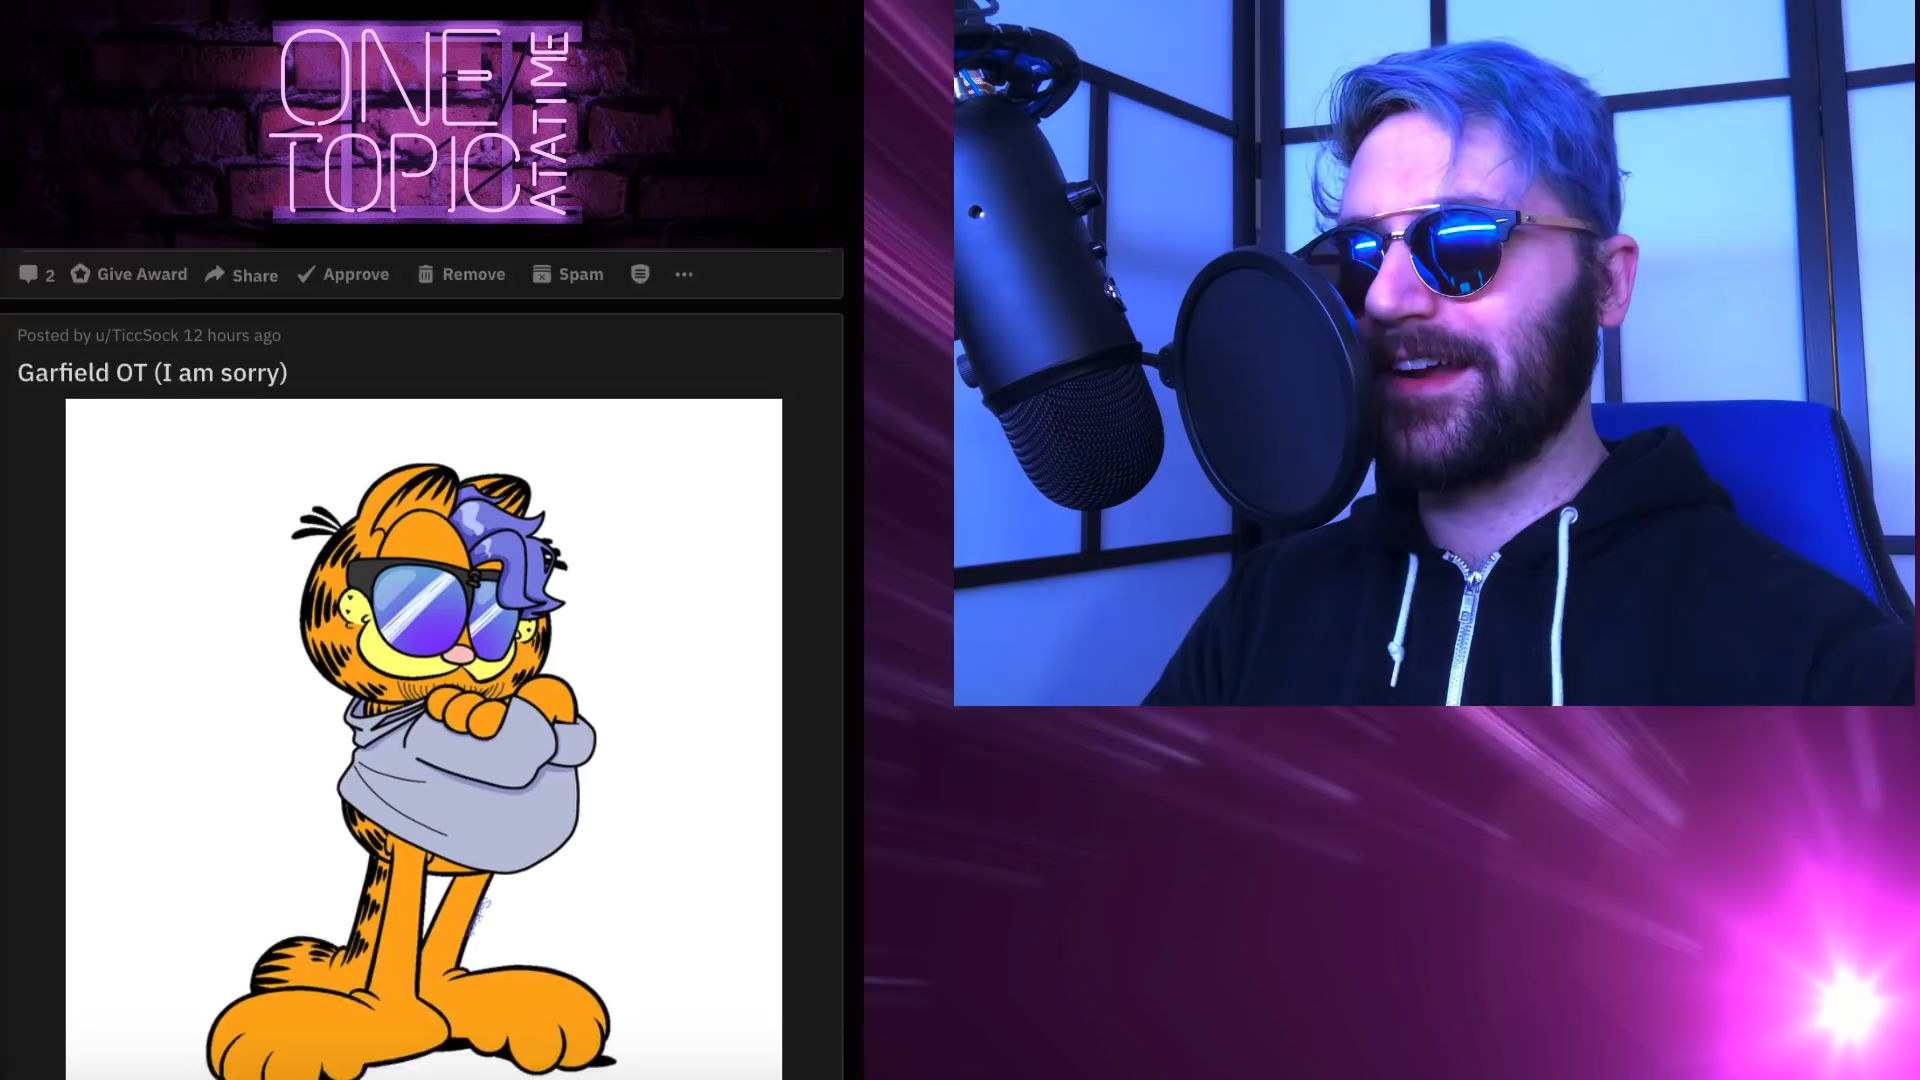 ONE
TOPIC
AT A TIME
2 Give Award Share Approve Remove Spam
Posted by u/TiccSock 12 hours ago
Garfield OT (I am sorry)